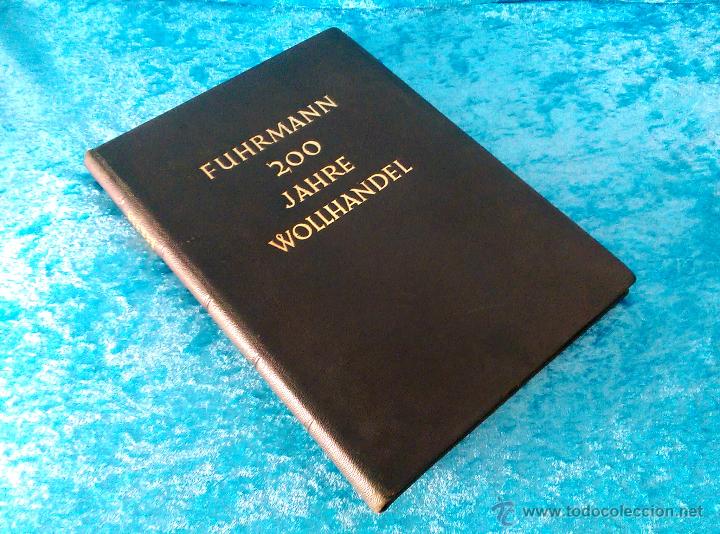 FUHRMANN
200
JAHRE
WOLLHANDEL
www.todocoleccion.net